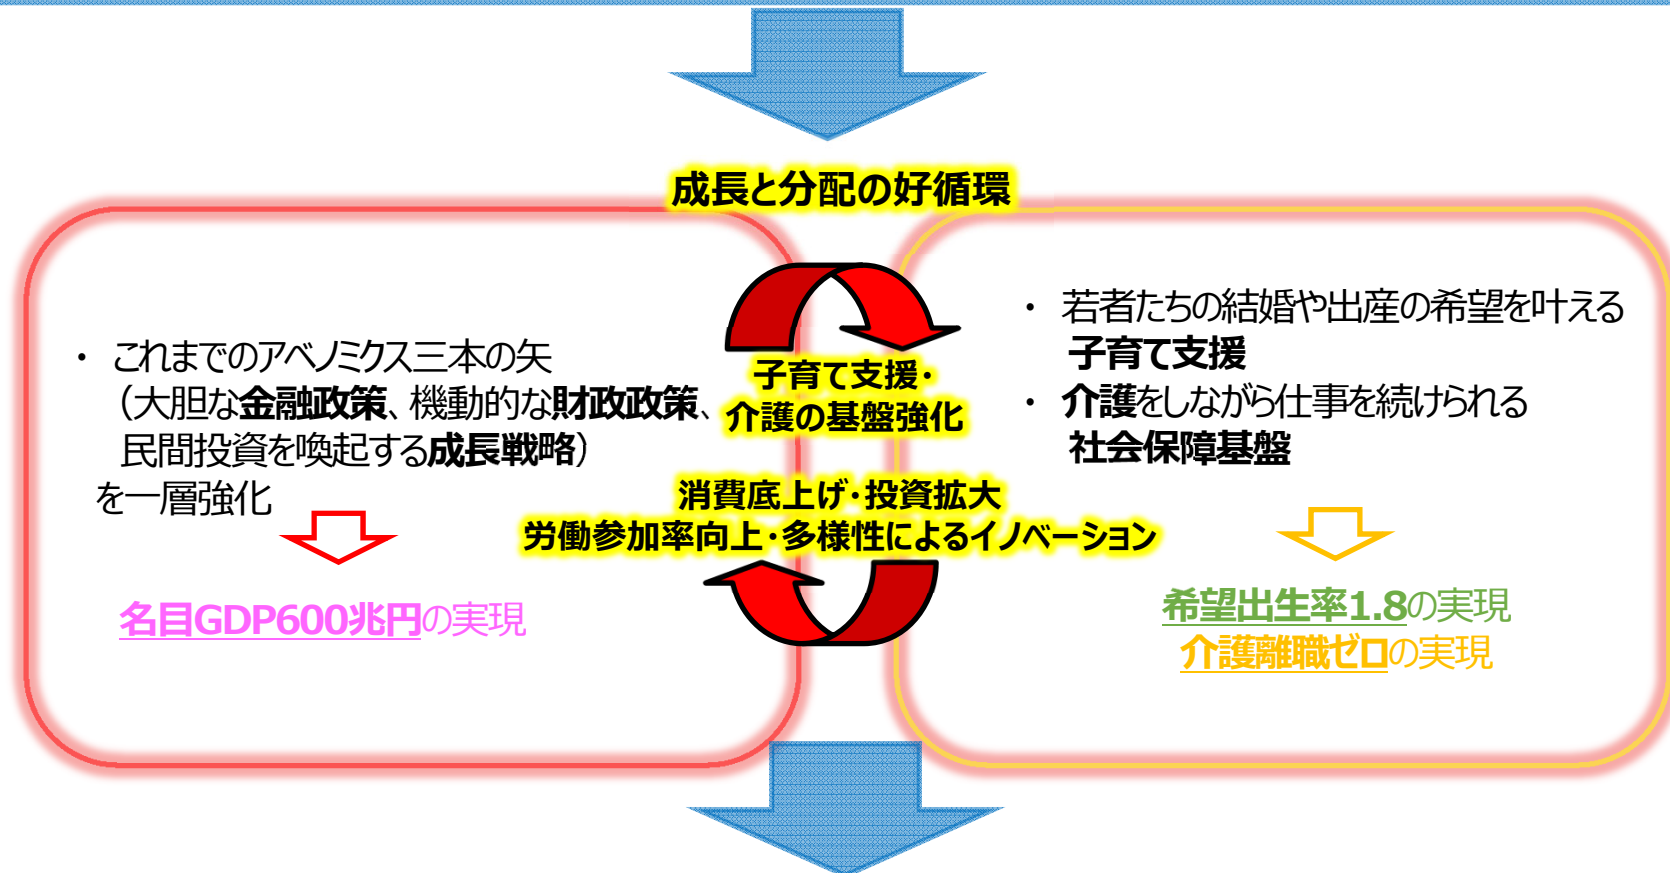 成長と分配の好循環
・ これまでのアベノミクス三本の矢
（大胆な金融政策、機動的な財政政策、
民間投資を喚起する成長戦略）
を一層強化
名目GDP600兆円の実現
子育て支援・
介護の基盤強化
消費底上げ・投資拡大
労働参加率向上・多様性によるイノベーション
・ 若者たちの結婚や出産の希望を叶える
子育て支援
・ 介護をしながら仕事を続けられる
社会保障基盤
希望出生率1.8の実現
介護離職ゼロの実現